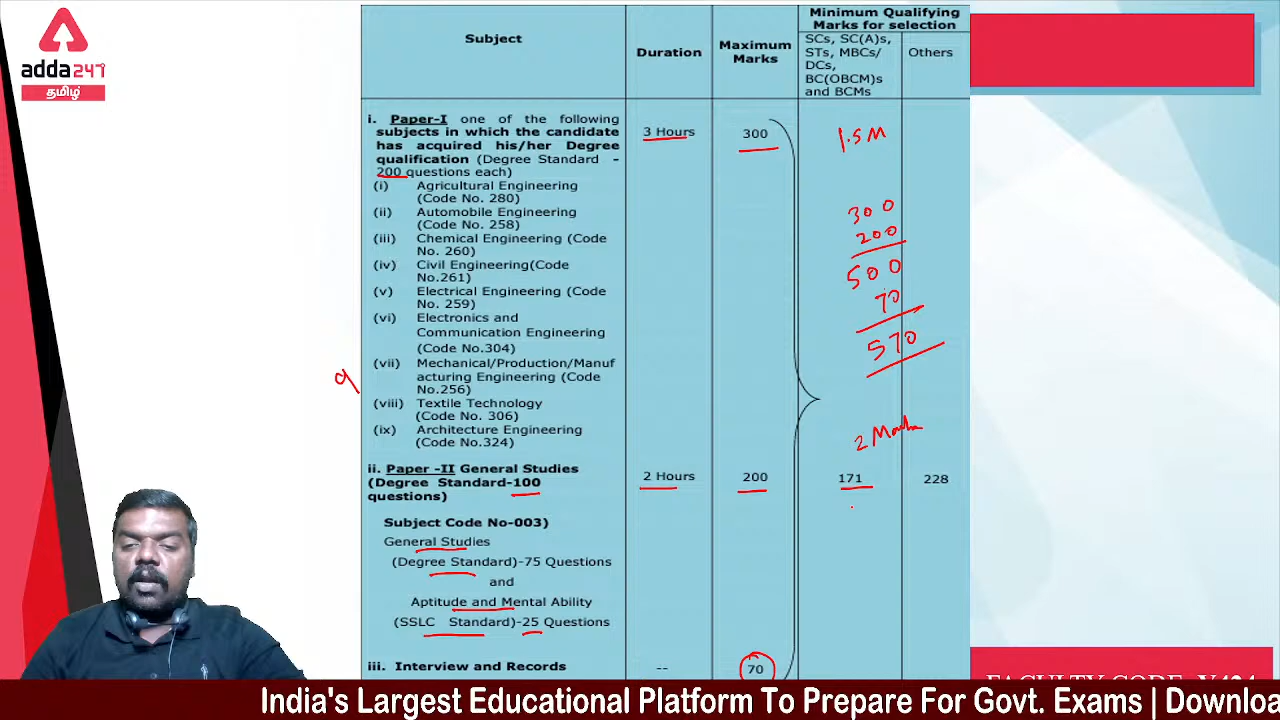 adda247
தமிழ்
Subject
Duration
Maximum
Marks
Minimum Qualifying
Marks for selection
SCs, SC(A)s,
STs, MBCs/
DCs,
BC(OBCM)s
and BCMs
Others
i. Paper-I one of the following
subjects in which the candidate
has acquired his/her Degree
qualification (Degree Standard -
200 questions each)
3 Hours
300
1.5 M
(i) Agricultural Engineering
(Code No. 280)
(ii) Automobile Engineering
(Code No. 258)
(iii) Chemical Engineering (Code
No. 260)
(iv) Civil Engineering(Code
No.261)
(v) Electrical Engineering (Code
No. 259)
(vi) Electronics and
Communication Engineering
(Code No.304)
(vii) Mechanical/Production/Manuf
acturing Engineering (Code
No.256)
(viii) Textile Technology
(Code No. 306)
(ix) Architecture Engineering
(Code No.324)
9
300
200
500
70
570
2 Marks
ii. Paper -II General Studies
(Degree Standard-100
questions)
2 Hours
200
171
228
Subject Code No-003)
General Studies
(Degree Standard)-75 Questions
and
Aptitude and Mental Ability
(SSLC Standard)-25 Questions
iii. Interview and Records
--
70
India's Largest Educational Platform To Prepare For Govt. Exams | Downloa